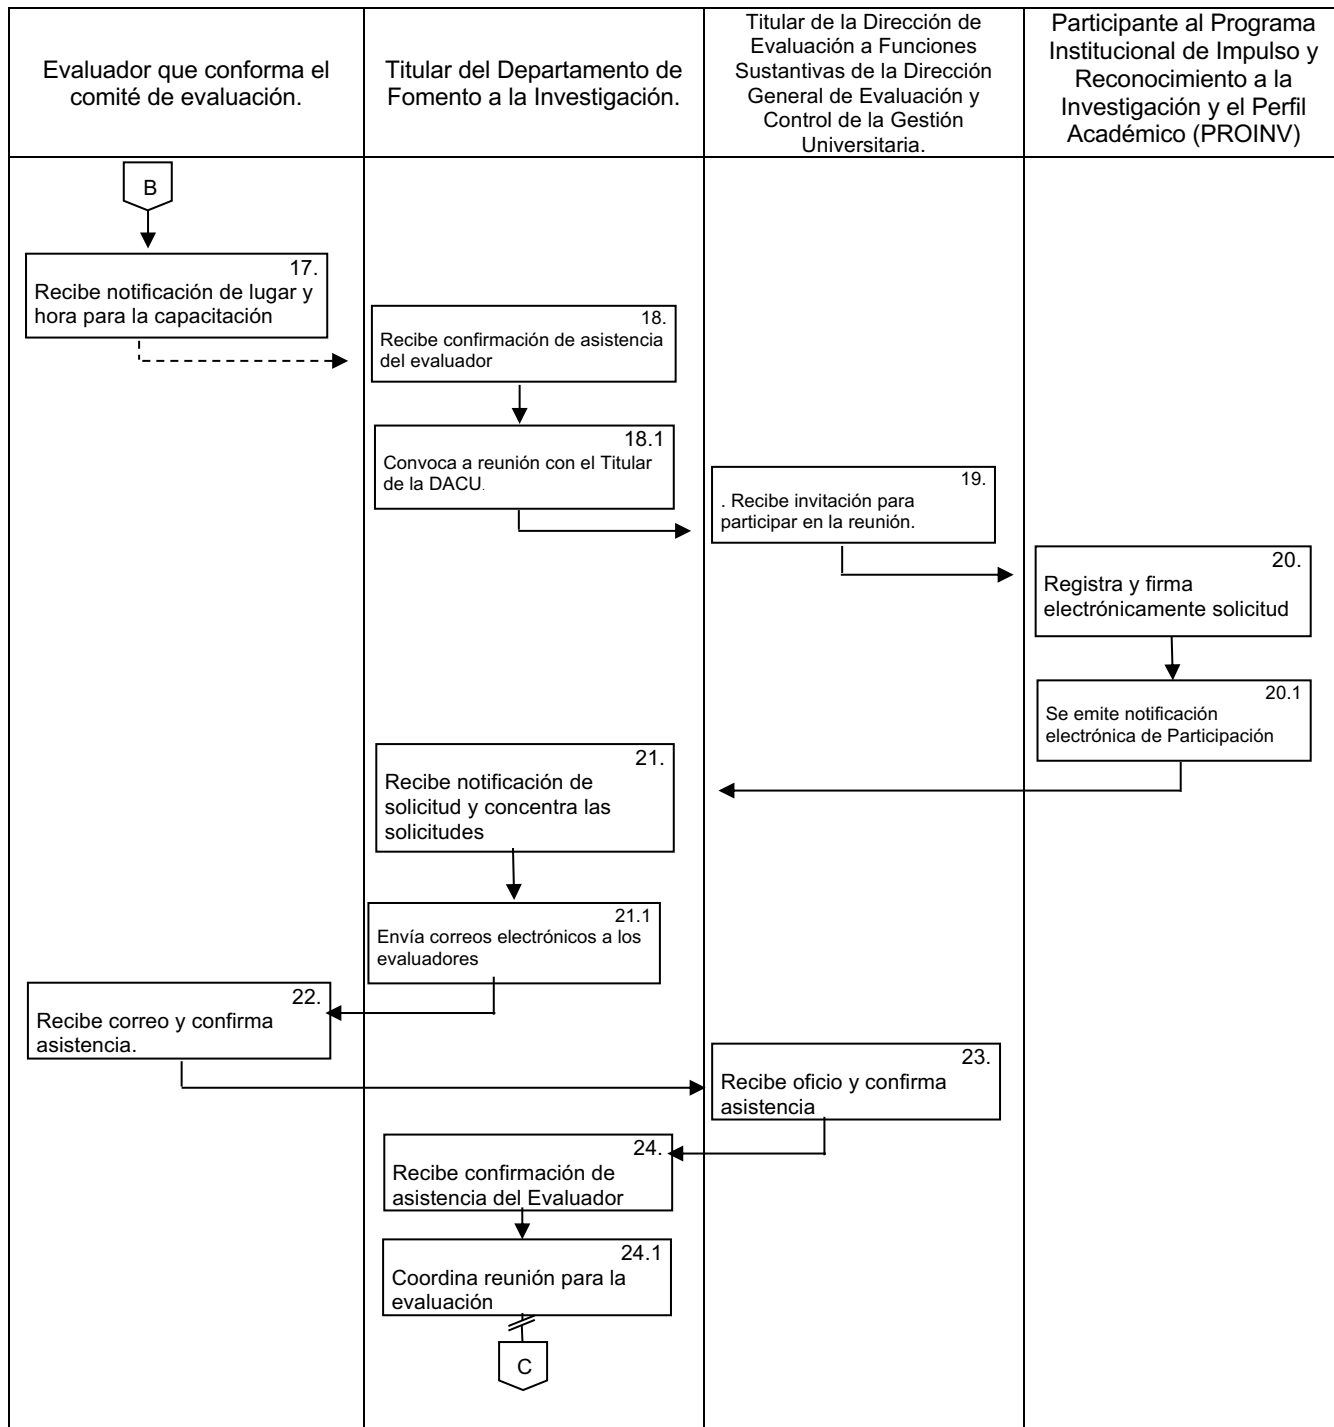 Evaluador que conforma el
comité de evaluación.
Titular del Departamento de
Fomento a la Investigación.
Titular de la Dirección de
Evaluación a Funciones
Sustantivas de la Dirección
General de Evaluación y
Control de la Gestión
Universitaria.
Participante al Programa
Institucional de Impulso y
Reconocimiento a la
Investigación y el Perfil
Académico (PROINV)
B
17.
Recibe notificación de lugar y
hora para la capacitación
18.
Recibe confirmación de asistencia
del evaluador
18.1
Convoca a reunión con el Titular
de la DACU.
19.
. Recibe invitación para
participar en la reunión.
20.
Registra y firma
electrónicamente solicitud
20.1
Se emite notificación
electrónica de Participación
21.
Recibe notificación de
solicitud y concentra las
solicitudes
21.1
Envía correos electrónicos a los
evaluadores
22.
Recibe correo y confirma
asistencia.
23.
Recibe oficio y confirma
asistencia
24.
Recibe confirmación de
asistencia del Evaluador
24.1
Coordina reunión para la
evaluación
C